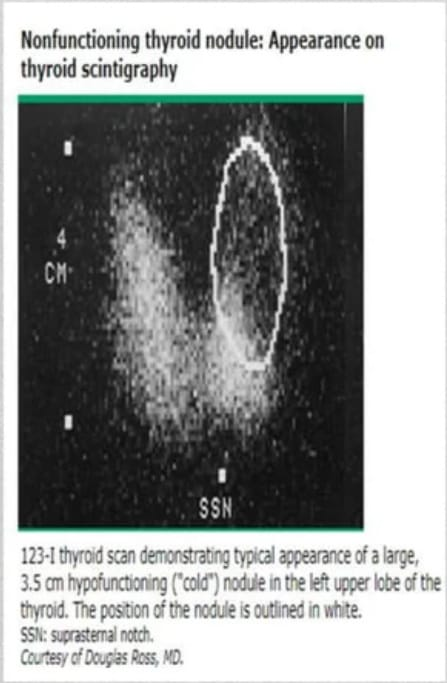 Nonfunctioning thyroid nodule: Appearance on
thyroid scintigraphy
4
CM
SSN
123-I thyroid scan demonstrating typical appearance of a large,
3.5 cm hypofunctioning ("cold") nodule in the left upper lobe of the
thyroid. The position of the nodule is outlined in white.
SSN: suprasternal notch.
Courtesy of Douglas Ross, MD.